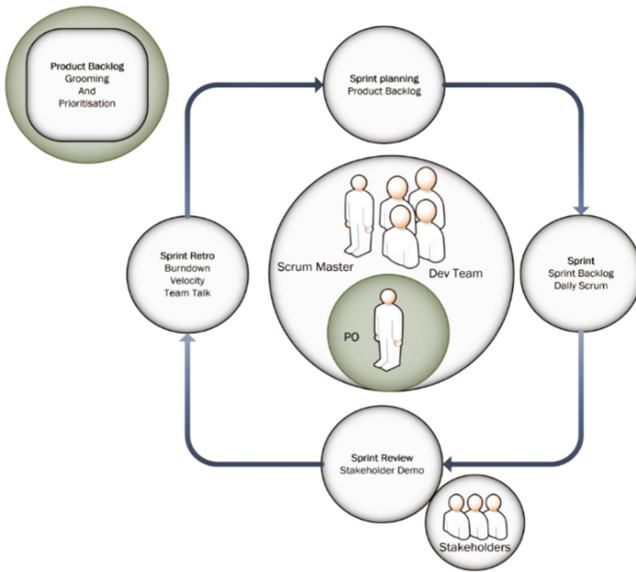 Product Backlog
Grooming
And
Prioritisation
Sprint planning
Product Backlog
Sprint Retro
Burndown
Velocity
Team Talk
Scrum Master
Dev Team
Sprint
Sprint Backlog
Daily Scrum
PO
Sprint Review
Stakeholder Demo
Stakeholders